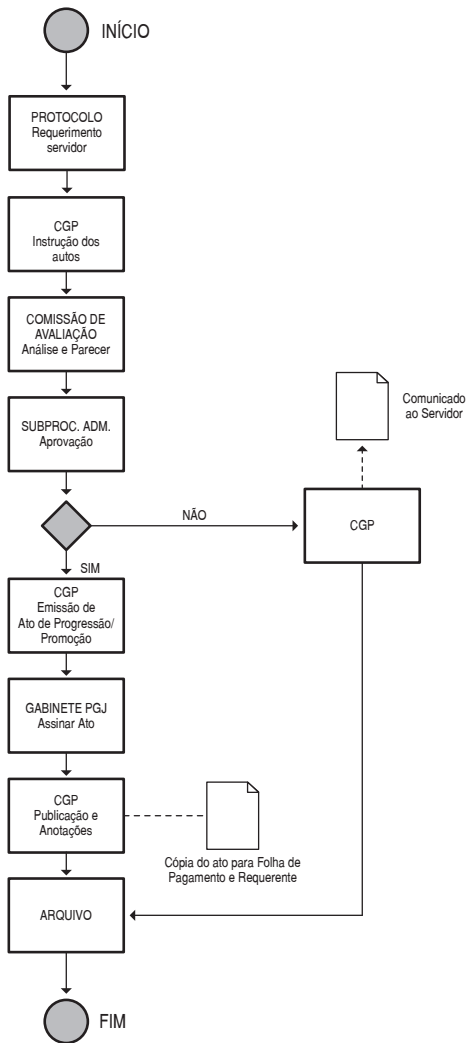 INÍCIO
PROTOCOLO
Requerimento
servidor
CGP
Instrução dos
autos
COMISSÃO DE
AVALIAÇÃO
Análise e Parecer
SUBPROC. ADM.
Aprovação
Comunicado
ao Servidor
NÃO
CGP
SIM
CGP
Emissão de
Ato de Progressão/
Promoção
GABINETE PGJ
Assinar Ato
CGP
Publicação e
Anotações
Cópia do ato para Folha de
Pagamento e Requerente
ARQUIVO
FIM